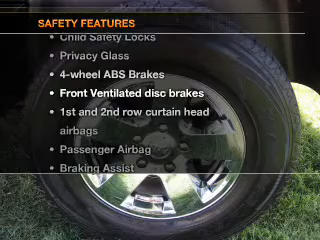 SAFETY FEATURES
• Child Safety Locks
• Privacy Glass
• 4-wheel ABS Brakes
• Front Ventilated disc brakes
• 1st and 2nd row curtain head
airbags
• Passenger Airbag
• Braking Assist